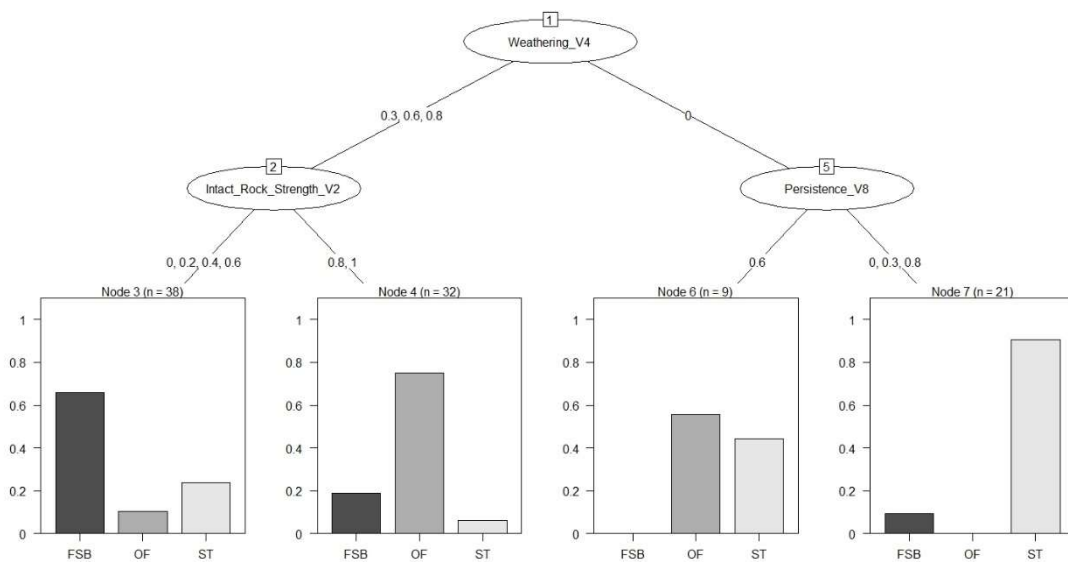 1
Weathering_V4
0.3, 0.6, 0.8
0
2
Intact_Rock_Strength_V2
5
Persistence_V8
0, 0.2, 0.4, 0.6
0.8, 1
0.6
0, 0.3, 0.8
Node 3 (n = 38)
1
0.8
0.6
0.4
0.2
0
FSB OF ST
Node 4 (n = 32)
1
0.8
0.6
0.4
0.2
0
FSB OF ST
Node 6 (n = 9)
1
0.8
0.6
0.4
0.2
0
FSB OF ST
Node 7 (n = 21)
1
0.8
0.6
0.4
0.2
0
FSB OF ST